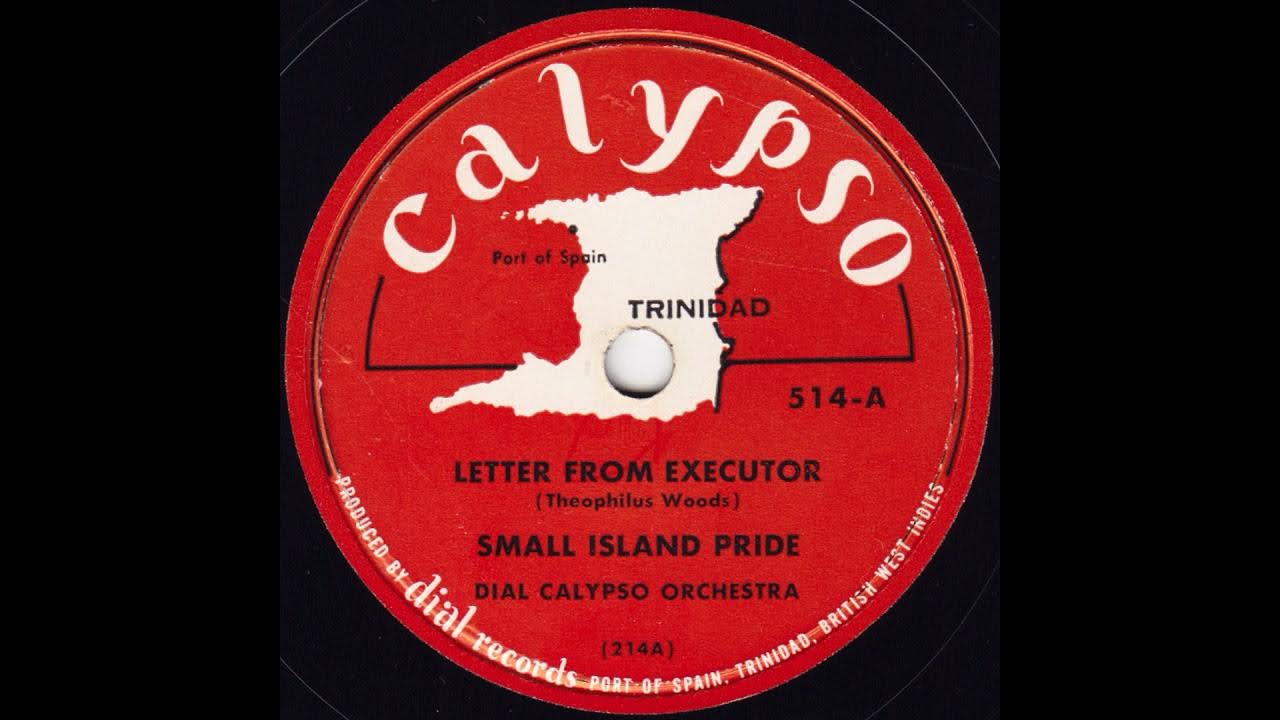 calypso
Port of Spain
TRINIDAD
514-A
LETTER FROM EXECUTOR
(Theophilus Woods)
SMALL ISLAND PRIDE
DIAL CALYPSO ORCHESTRA
(214A)
PRODUCED BY dial records PORT OF SPAIN, TRINIDAD, BRITISH WEST INDIES